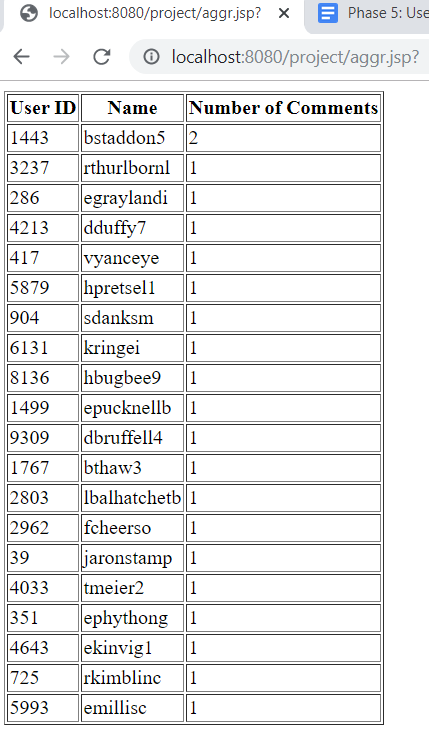 localhost:8080/project/aggr.jsp? Phase 5: Use
localhost:8080/project/aggr.jsp?
User ID Name Number of Comments
1443 bstaddon5 2
3237 rthurlbornl 1
286 egraylandi 1
4213 dduffy7 1
417 vyanceye 1
5879 hpretsel1 1
904 sdanksm 1
6131 kringei 1
8136 hbugbee9 1
1499 epucknellb 1
9309 dbruffell4 1
1767 bthaw3 1
2803 lbalhatchetb 1
2962 fcheerso 1
39 jaronstamp 1
4033 tmeier2 1
351 ephythong 1
4643 ekinvig1 1
725 rkimblinc 1
5993 emillisc 1